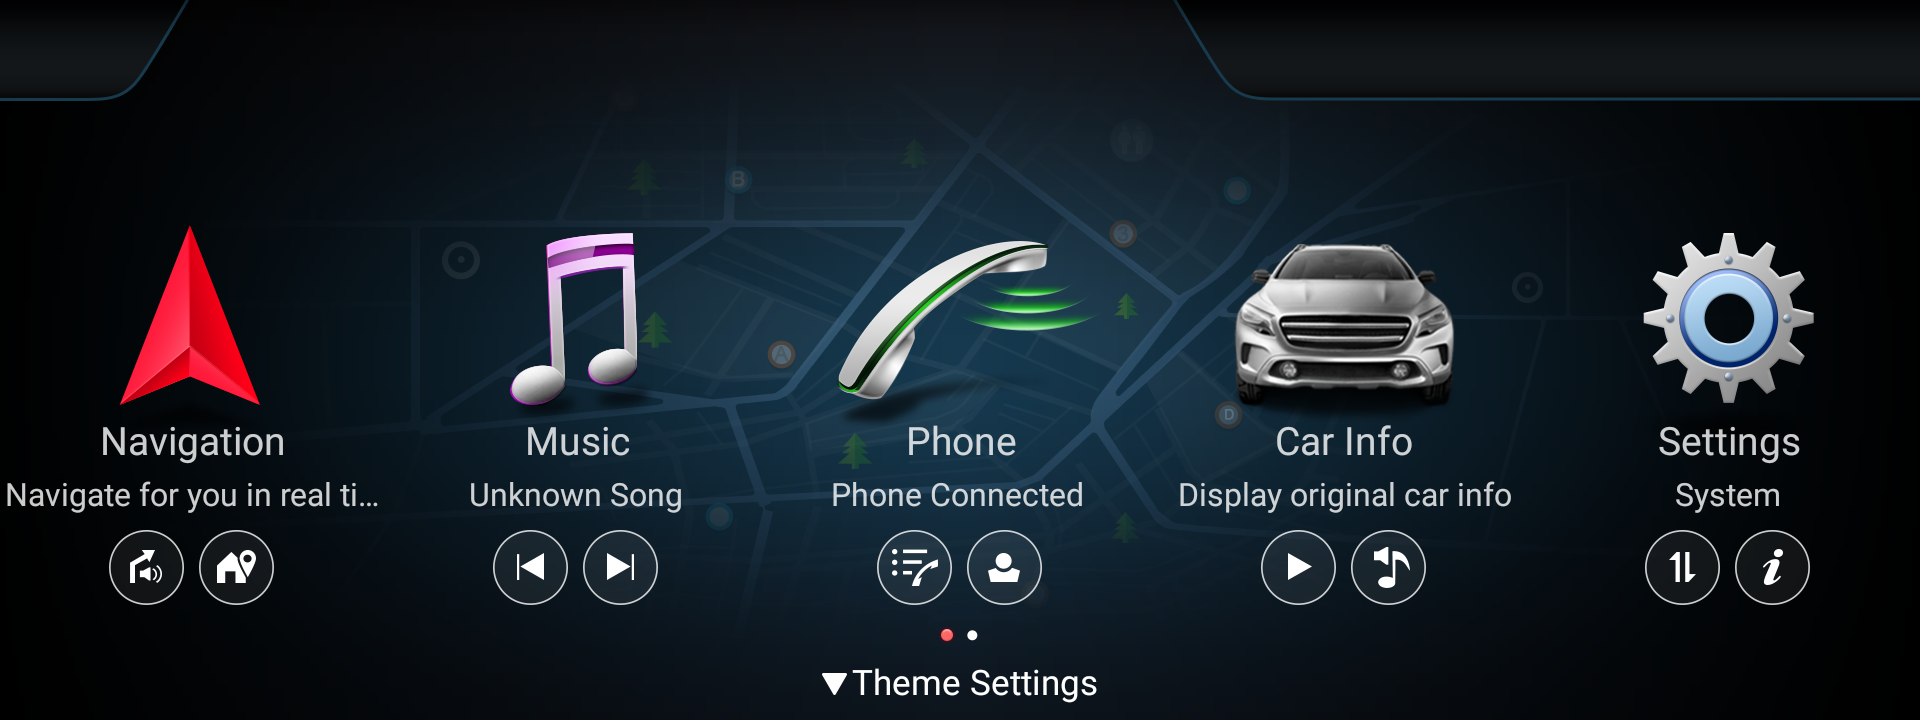 Navigation
Navigate for you in real ti...
Music
Unknown Song
Phone
Phone Connected
Car Info
Display original car info
Settings
System
Theme Settings
B
3
A
D